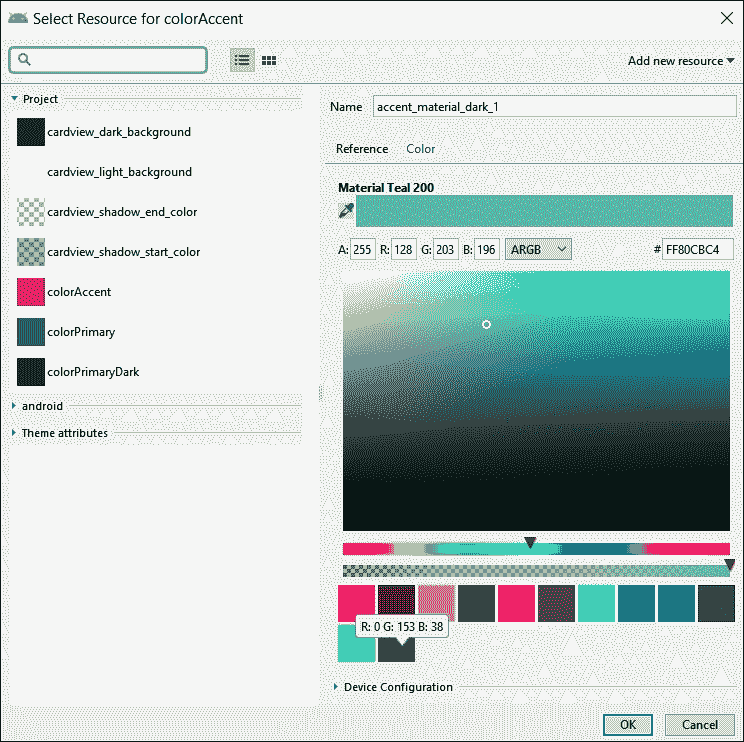 Select Resource for colorAccent
Add new resource
Project
cardview_dark_background
cardview_light_background
cardview_shadow_end_color
cardview_shadow_start_color
colorAccent
colorPrimary
colorPrimaryDark
android
Theme attributes
Name accent_material_dark_1
Reference Color
Material Teal 200
A: 255 R: 128 G: 203 B: 196 ARGB # FF80CBC4
R: 0 G: 153 B: 38
Device Configuration
OK Cancel